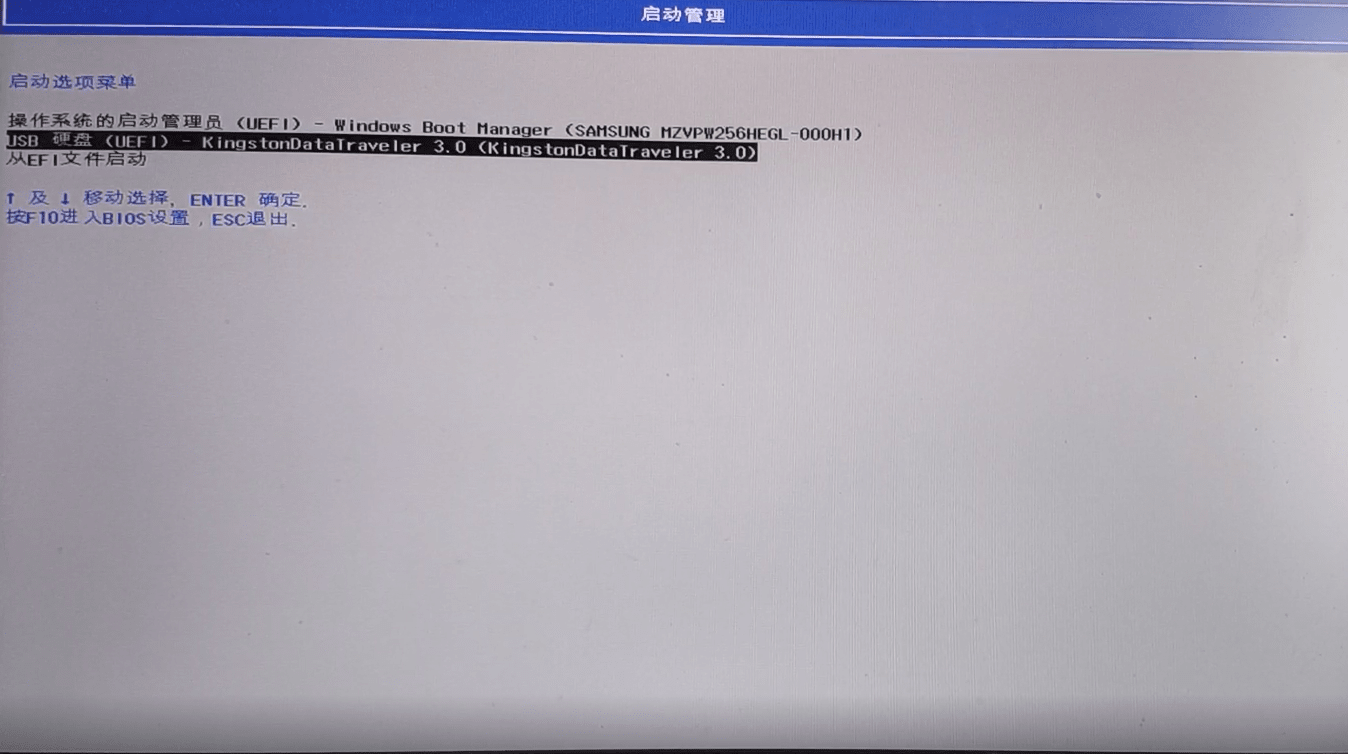 启动管理
启动选项菜单
操作系统的启动管理员 (UEFI) - Windows Boot Manager (SAMSUNG MZVPW256HEGL-000H1)
USB 硬盘 (UEFI) - KingstonDataTraveler 3.0 (KingstonDataTraveler 3.0)
从EFI文件启动
↑ 及 ↓ 移动选择, ENTER 确定.
按F10进入BIOS设置, ESC退出.